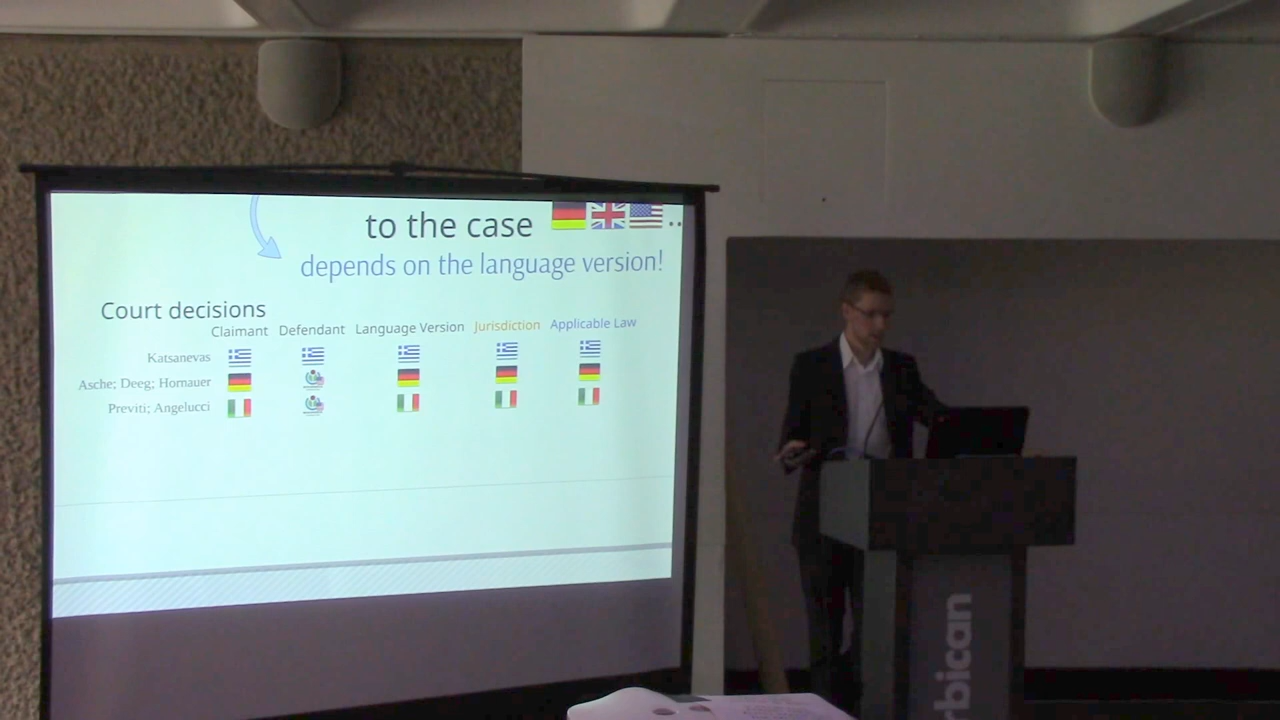 to the case ..
depends on the language version!
Court decisions
Claimant Defendant Language Version Jurisdiction Applicable Law
Katsanevas
Asche; Deeg; Hornauer
Previti; Angelucci
rbican